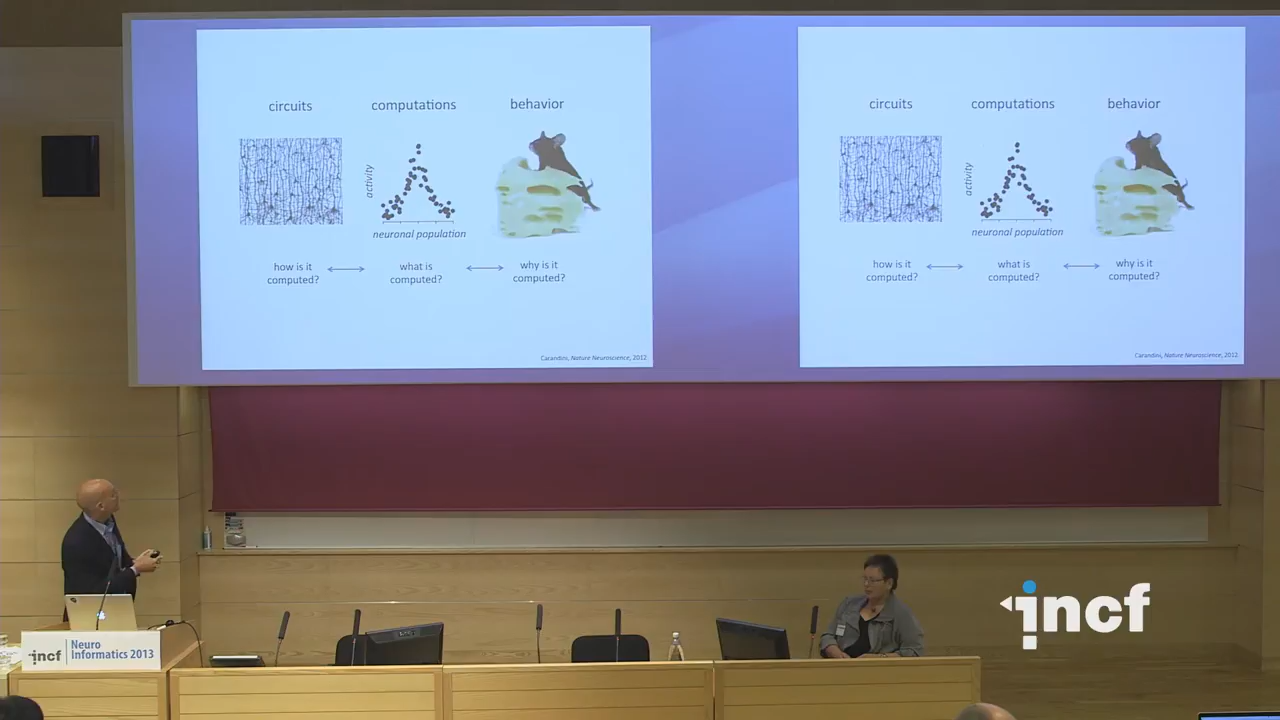 circuits computations behavior
activity
neuronal population
how is it computed?
what is computed?
why is it computed?
Carandini, Nature Neuroscience, 2012
circuits computations behavior
activity
neuronal population
how is it computed?
what is computed?
why is it computed?
Carandini, Nature Neuroscience, 2012
incf
Neuro
Informatics 2013
incf